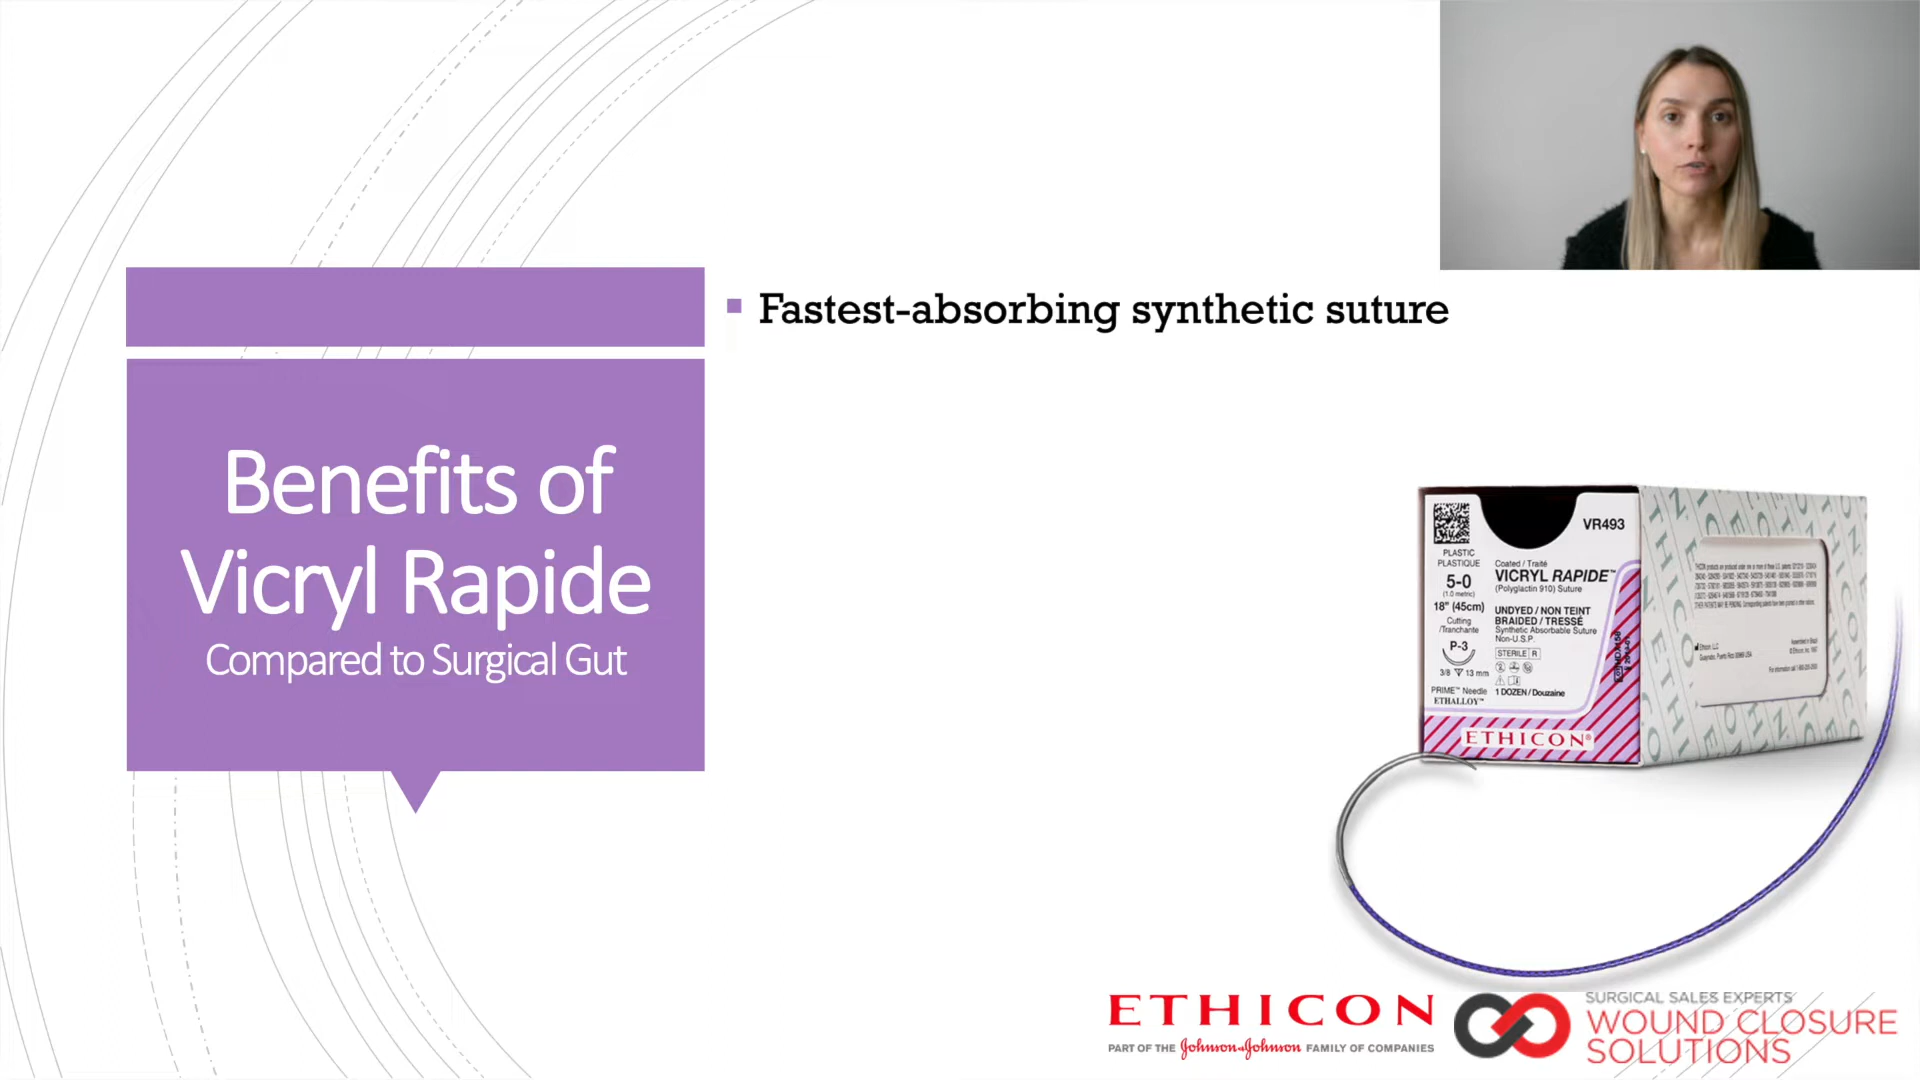 Fastest-absorbing synthetic suture
Benefits of
Vicryl Rapide
Compared to Surgical Gut
VR493
PLASTIC
PLASTIQUE
5-0
(1.0 metric)
18" (45cm)
Cutting
/Tranchante
P-3
3/8 13 mm
PRIME™ Needle
ETHALLOY™
Coated / Traité
VICRYL RAPIDE™
(Polyglactin 910) Suture
UNDYED / NON TEINT
BRAIDED / TRESSÉ
Synthetic Absorbable Suture
Non-U.S.P.
STERILE R
1 DOZEN / Douzaine
ETHICON®
ETHICON
PART OF THE Johnson&Johnson FAMILY OF COMPANIES
SURGICAL SALES EXPERTS
WOUND CLOSURE
SOLUTIONS